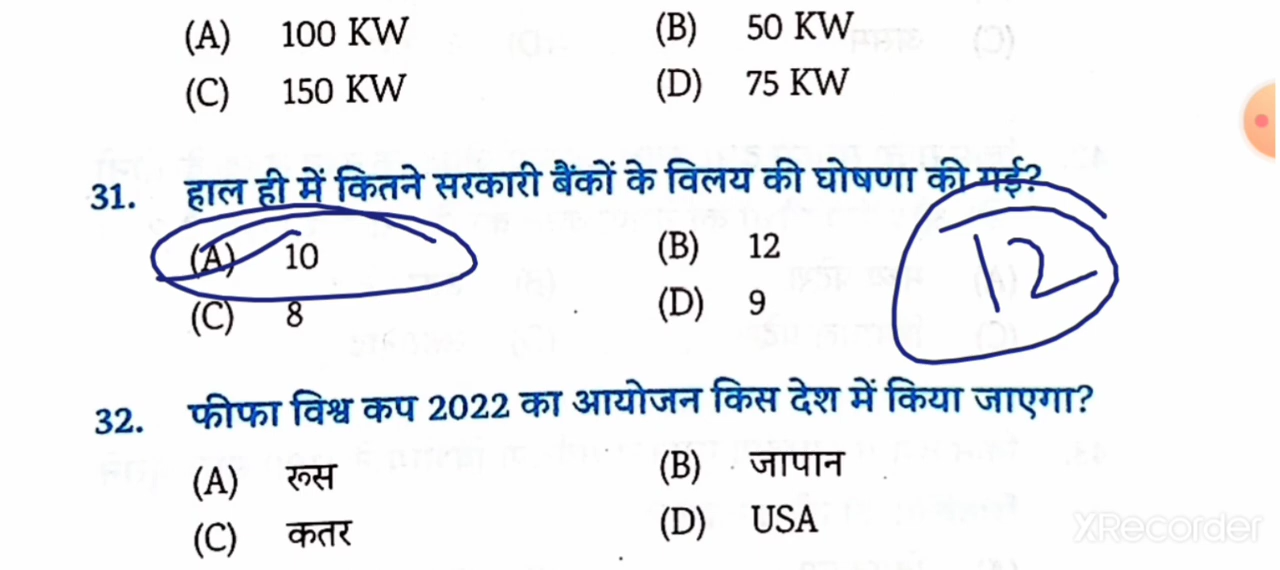 (A) 100 KW (B) 50 KW
(C) 150 KW (D) 75 KW
31. हाल ही में कितने सरकारी बैंकों के विलय की घोषणा की गई?
(A) 10 (B) 12
(C) 8 (D) 9
12
32. फीफा विश्व कप 2022 का आयोजन किस देश में किया जाएगा?
(A) रूस (B) जापान
(C) कतर (D) USA
XRecorder